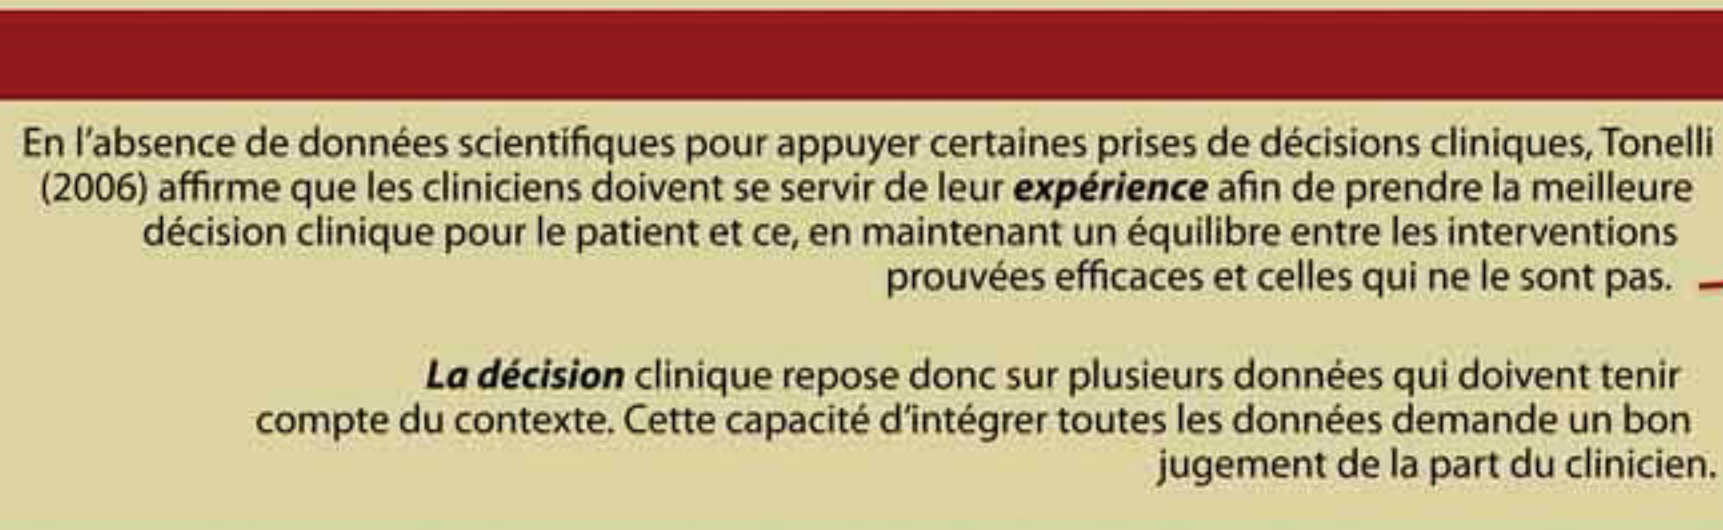 En l'absence de données scientifiques pour appuyer certaines prises de décisions cliniques, Tonelli
(2006) affirme que les cliniciens doivent se servir de leur expérience afin de prendre la meilleure
décision clinique pour le patient et ce, en maintenant un équilibre entre les interventions
prouvées efficaces et celles qui ne le sont pas.
La décision clinique repose donc sur plusieurs données qui doivent tenir
compte du contexte. Cette capacité d'intégrer toutes les données demande un bon
jugement de la part du clinicien.